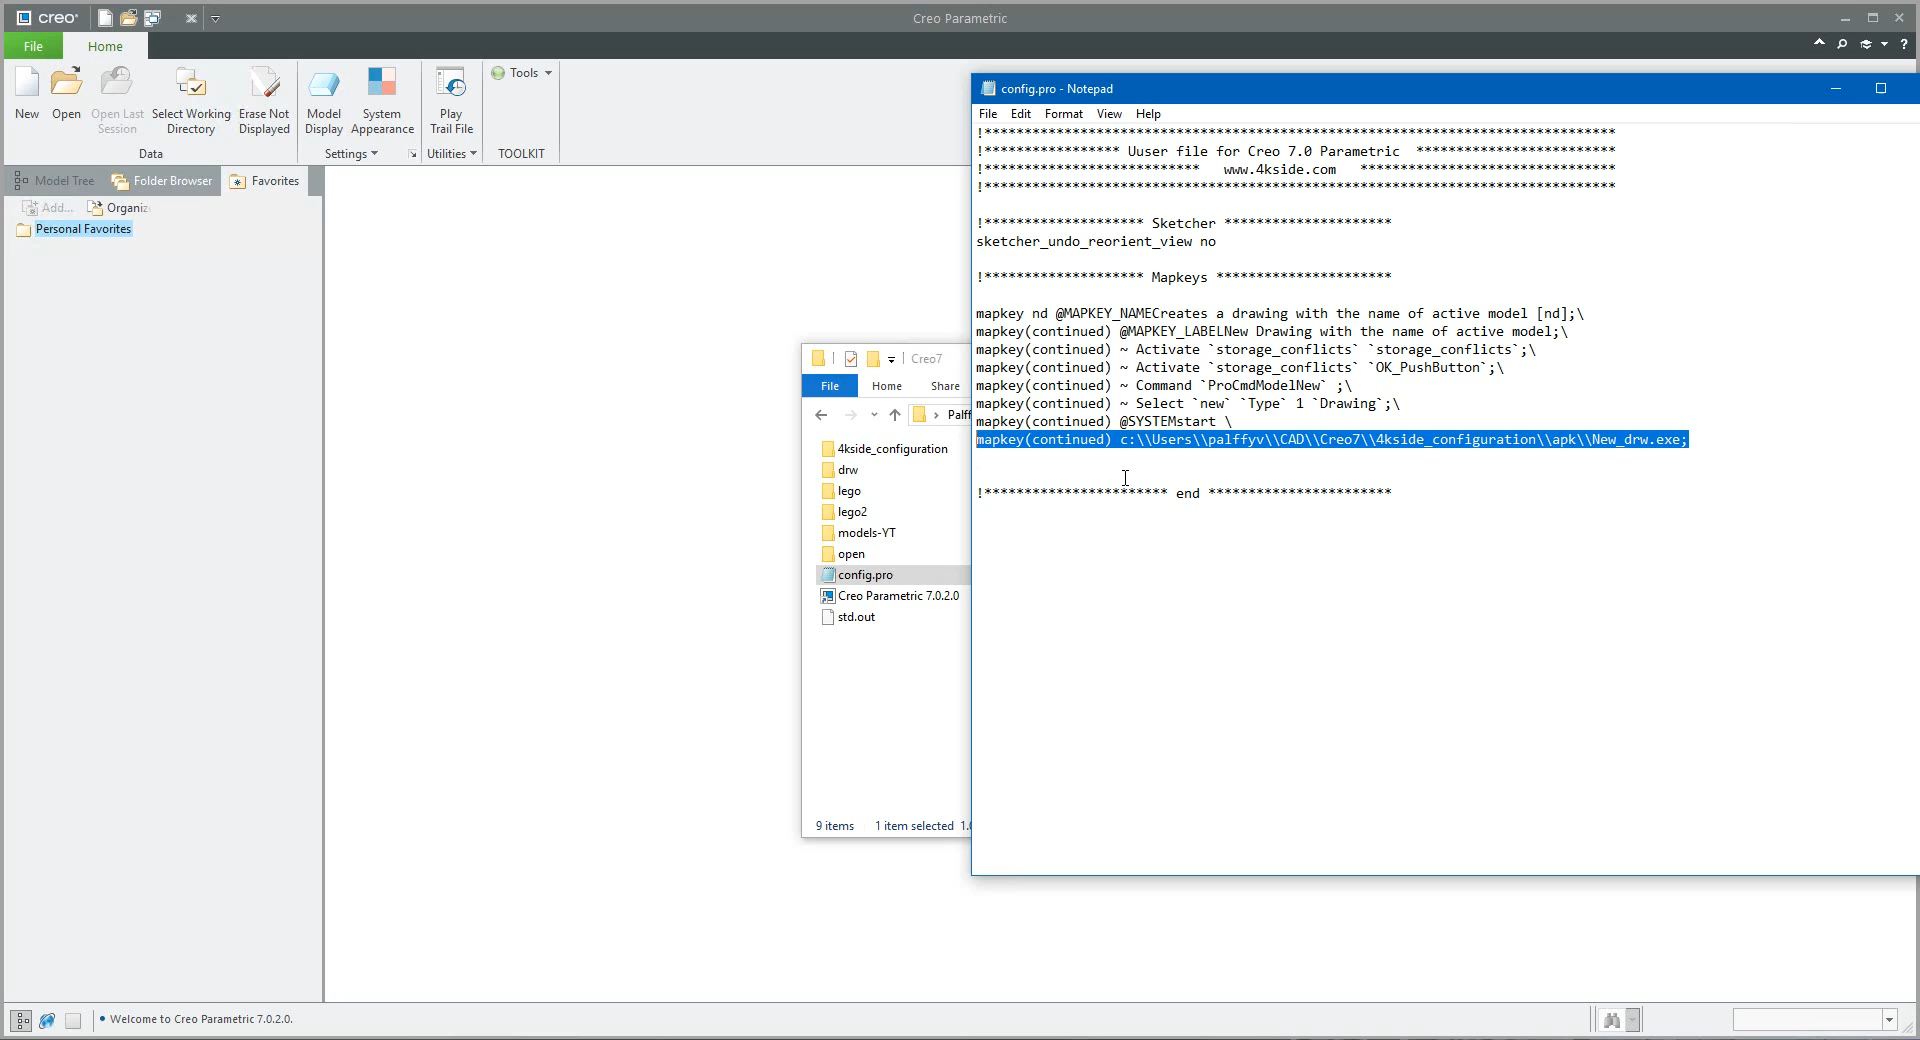 creo
Creo Parametric
File
Home
New
Open
Open Last
Session
Select Working
Directory
Erase Not
Displayed
Data
Model
Display
System
Appearance
Settings
Play
Trail File
Utilities
Tools
TOOLKIT
Model Tree
Folder Browser
Favorites
Add...
Organiz
Personal Favorites
Creo7
File
Home
Share
Palff
4kside_configuration
drw
lego
lego2
models-YT
open
config.pro
Creo Parametric 7.0.2.0
std.out
9 items
1 item selected 1.
config.pro - Notepad
File Edit Format View Help
!*******************************************************************************
!***************** Uuser file for Creo 7.0 Parametric *************************
!*************************** www.4kside.com ********************************
!*******************************************************************************
!******************** Sketcher *********************
sketcher_undo_reorient_view no
!******************** Mapkeys **********************
mapkey nd @MAPKEY_NAMECreates a drawing with the name of active model [nd];\
mapkey(continued) @MAPKEY_LABELNew Drawing with the name of active model;\
mapkey(continued) ~ Activate `storage_conflicts` `storage_conflicts`;\
mapkey(continued) ~ Activate `storage_conflicts` `OK_PushButton`;\
mapkey(continued) ~ Command `ProCmdModelNew` ;\
mapkey(continued) ~ Select `new` `Type` 1 `Drawing`;\
mapkey(continued) @SYSTEMstart \
mapkey(continued) c:\\Users\\palffyv\\CAD\\Creo7\\4kside_configuration\\apk\\New_drw.exe;
!*********************** end ***********************
• Welcome to Creo Parametric 7.0.2.0.